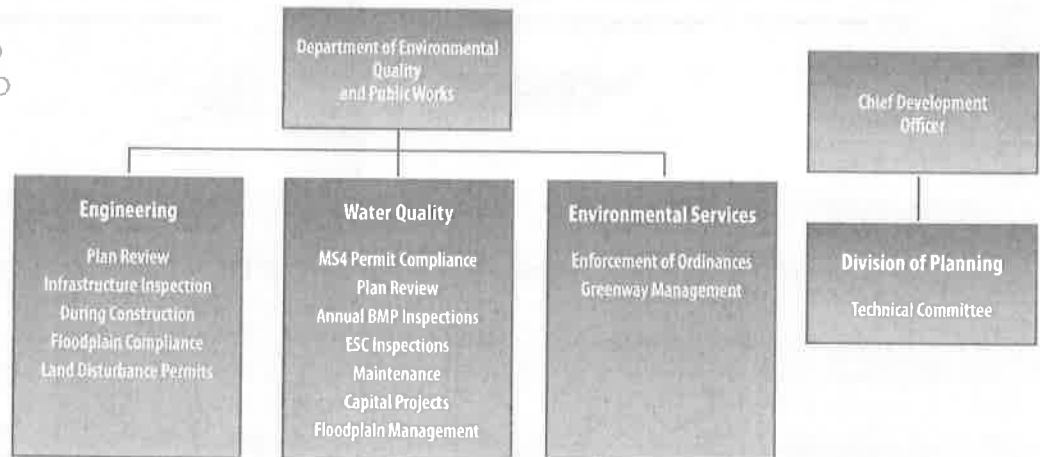 Department of Environmental
Quality
and Public Works
Chief Development
Officer
Engineering
Plan Review
Infrastructure Inspection
During Construction
Floodplain Compliance
Land Disturbance Permits
Water Quality
MS4 Permit Compliance
Plan Review
Annual BMP Inspections
ESC Inspections
Maintenance
Capital Projects
Floodplain Management
Environmental Services
Enforcement of Ordinances
Greenway Management
Division of Planning
Technical Committee